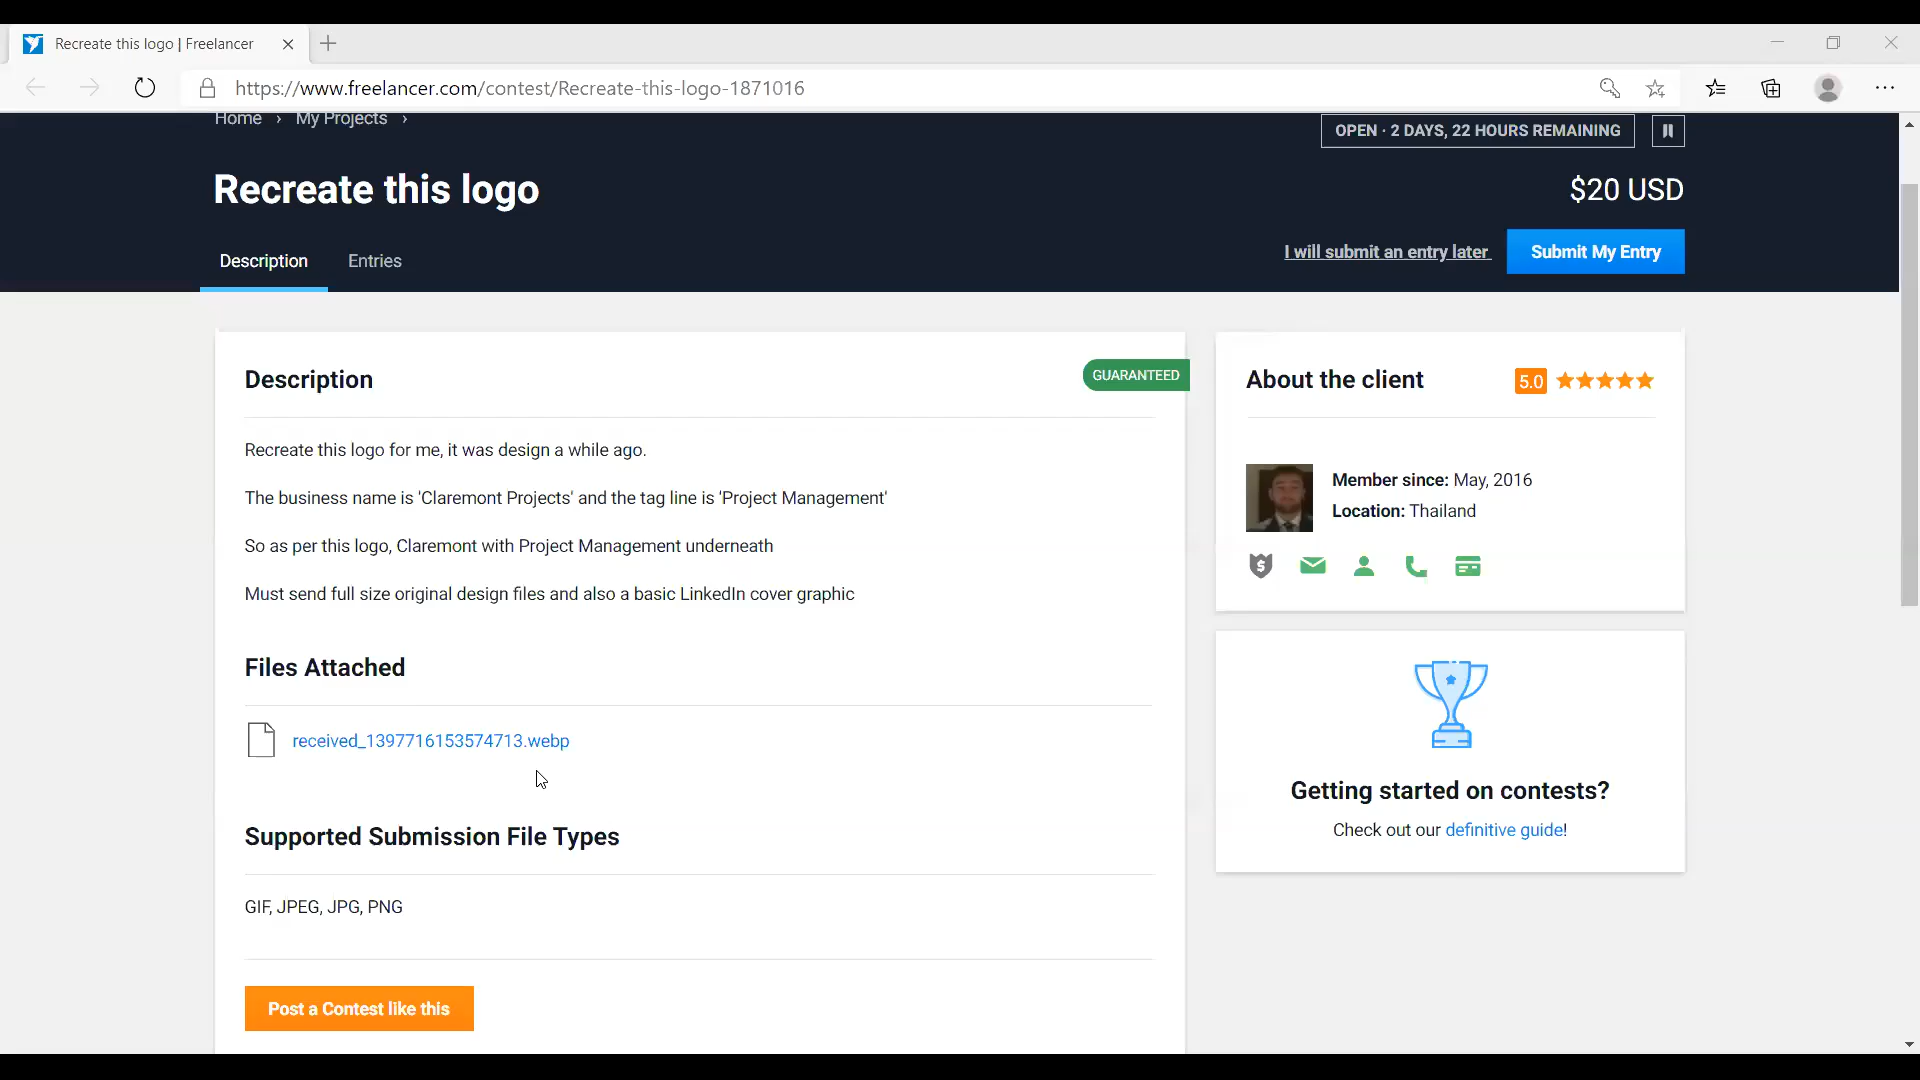 Recreate this logo | Freelancer
https://www.freelancer.com/contest/Recreate-this-logo-1871016
Home › My Projects ›
OPEN · 2 DAYS, 22 HOURS REMAINING
Recreate this logo
$20 USD
Description
Entries
I will submit an entry later
Submit My Entry
Description
GUARANTEED
Recreate this logo for me, it was design a while ago.
The business name is 'Claremont Projects' and the tag line is 'Project Management'
So as per this logo, Claremont with Project Management underneath
Must send full size original design files and also a basic LinkedIn cover graphic
Files Attached
received_1397716153574713.webp
Supported Submission File Types
GIF, JPEG, JPG, PNG
Post a Contest like this
About the client
5.0
Member since: May, 2016
Location: Thailand
Getting started on contests?
Check out our definitive guide!